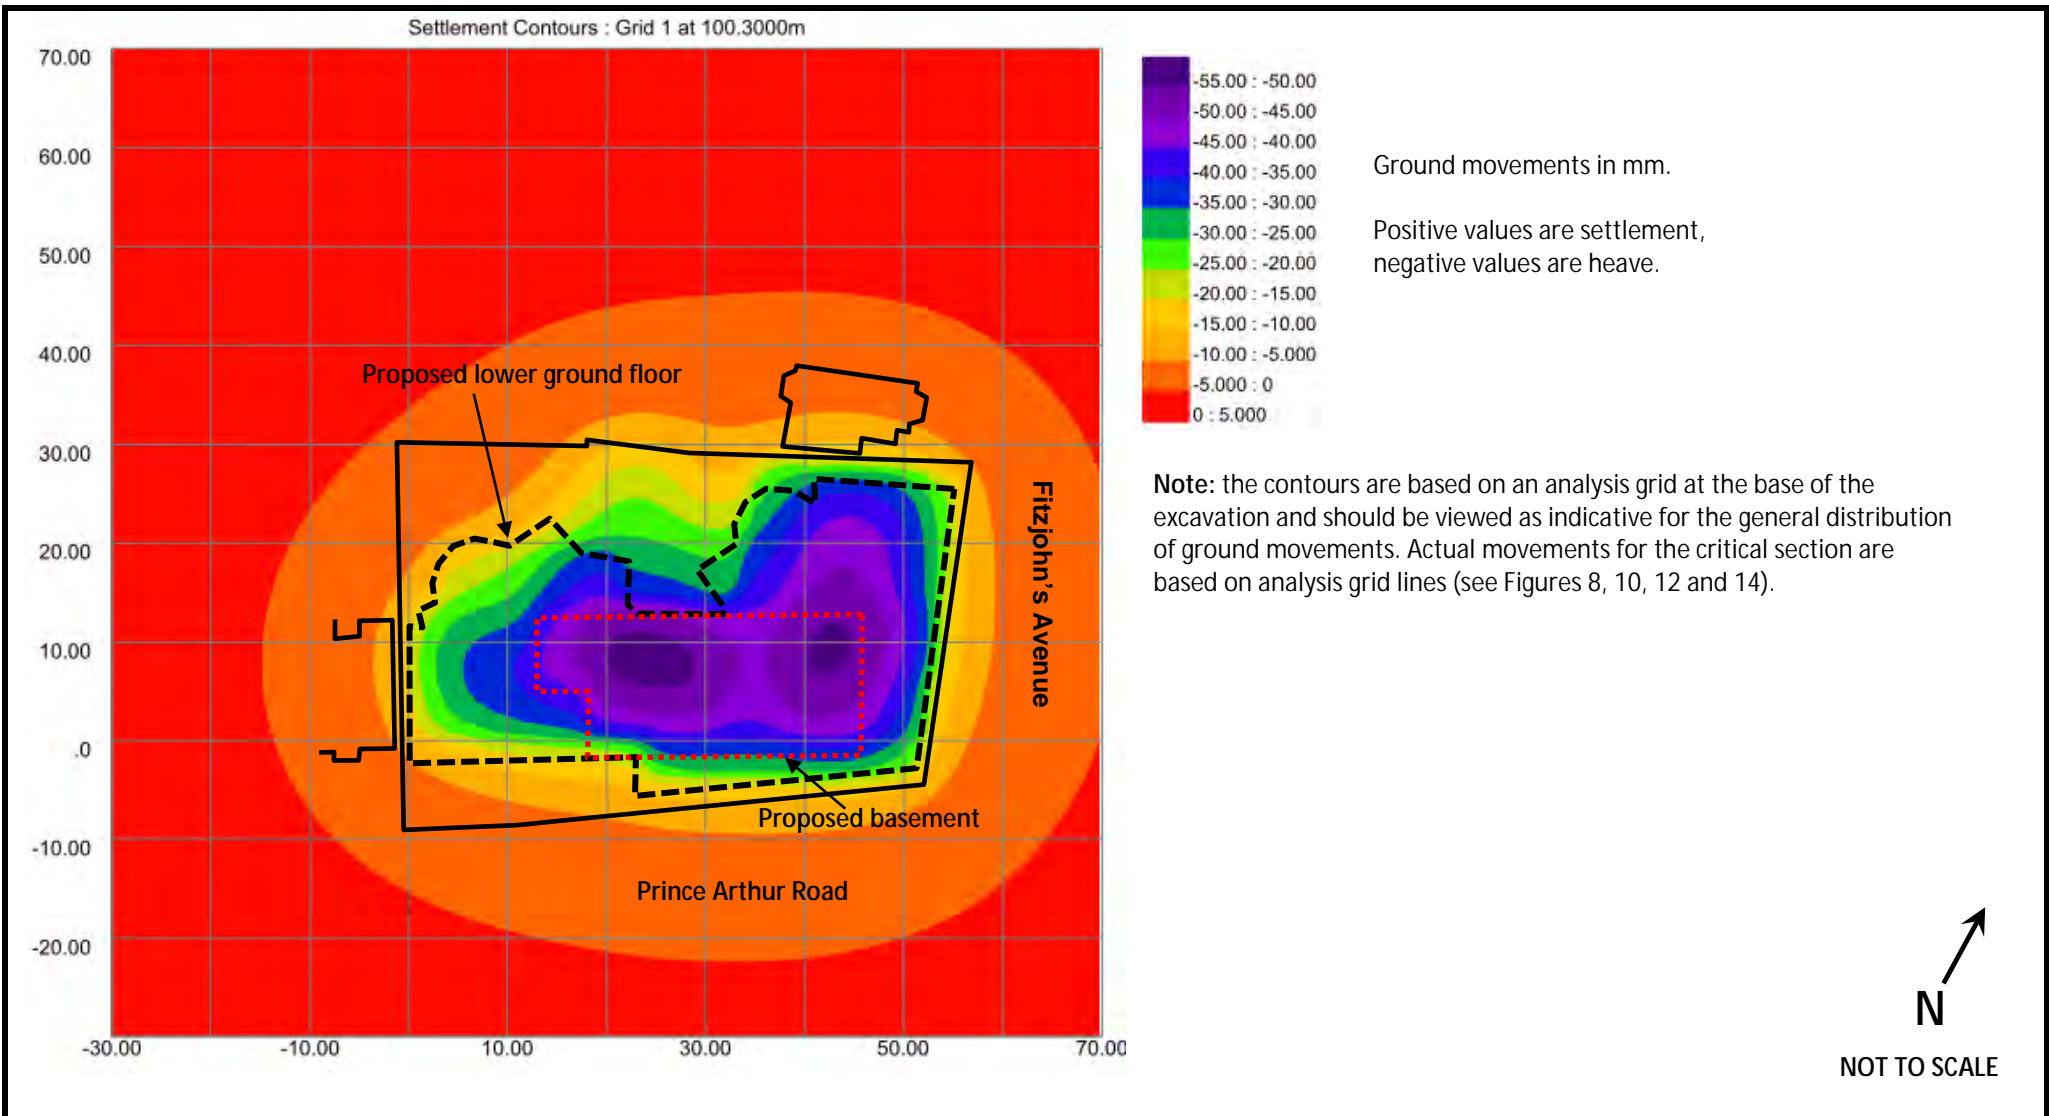 Settlement Contours : Grid 1 at 100.3000m
70.00
60.00
50.00
40.00
30.00
20.00
10.00
.0
-10.00
-20.00
-30.00
-10.00
10.00
30.00
50.00
70.00
Proposed lower ground floor
Proposed basement
Prince Arthur Road
Fitzjohn's Avenue
-55.00 : -50.00
-50.00 : -45.00
-45.00 : -40.00
-40.00 : -35.00
-35.00 : -30.00
-30.00 : -25.00
-25.00 : -20.00
-20.00 : -15.00
-15.00 : -10.00
-10.00 : -5.000
-5.000 : 0
0 : 5.000
Ground movements in mm.
Positive values are settlement,
negative values are heave.
Note: the contours are based on an analysis grid at the base of the
excavation and should be viewed as indicative for the general distribution
of ground movements. Actual movements for the critical section are
based on analysis grid lines (see Figures 8, 10, 12 and 14).
N
NOT TO SCALE